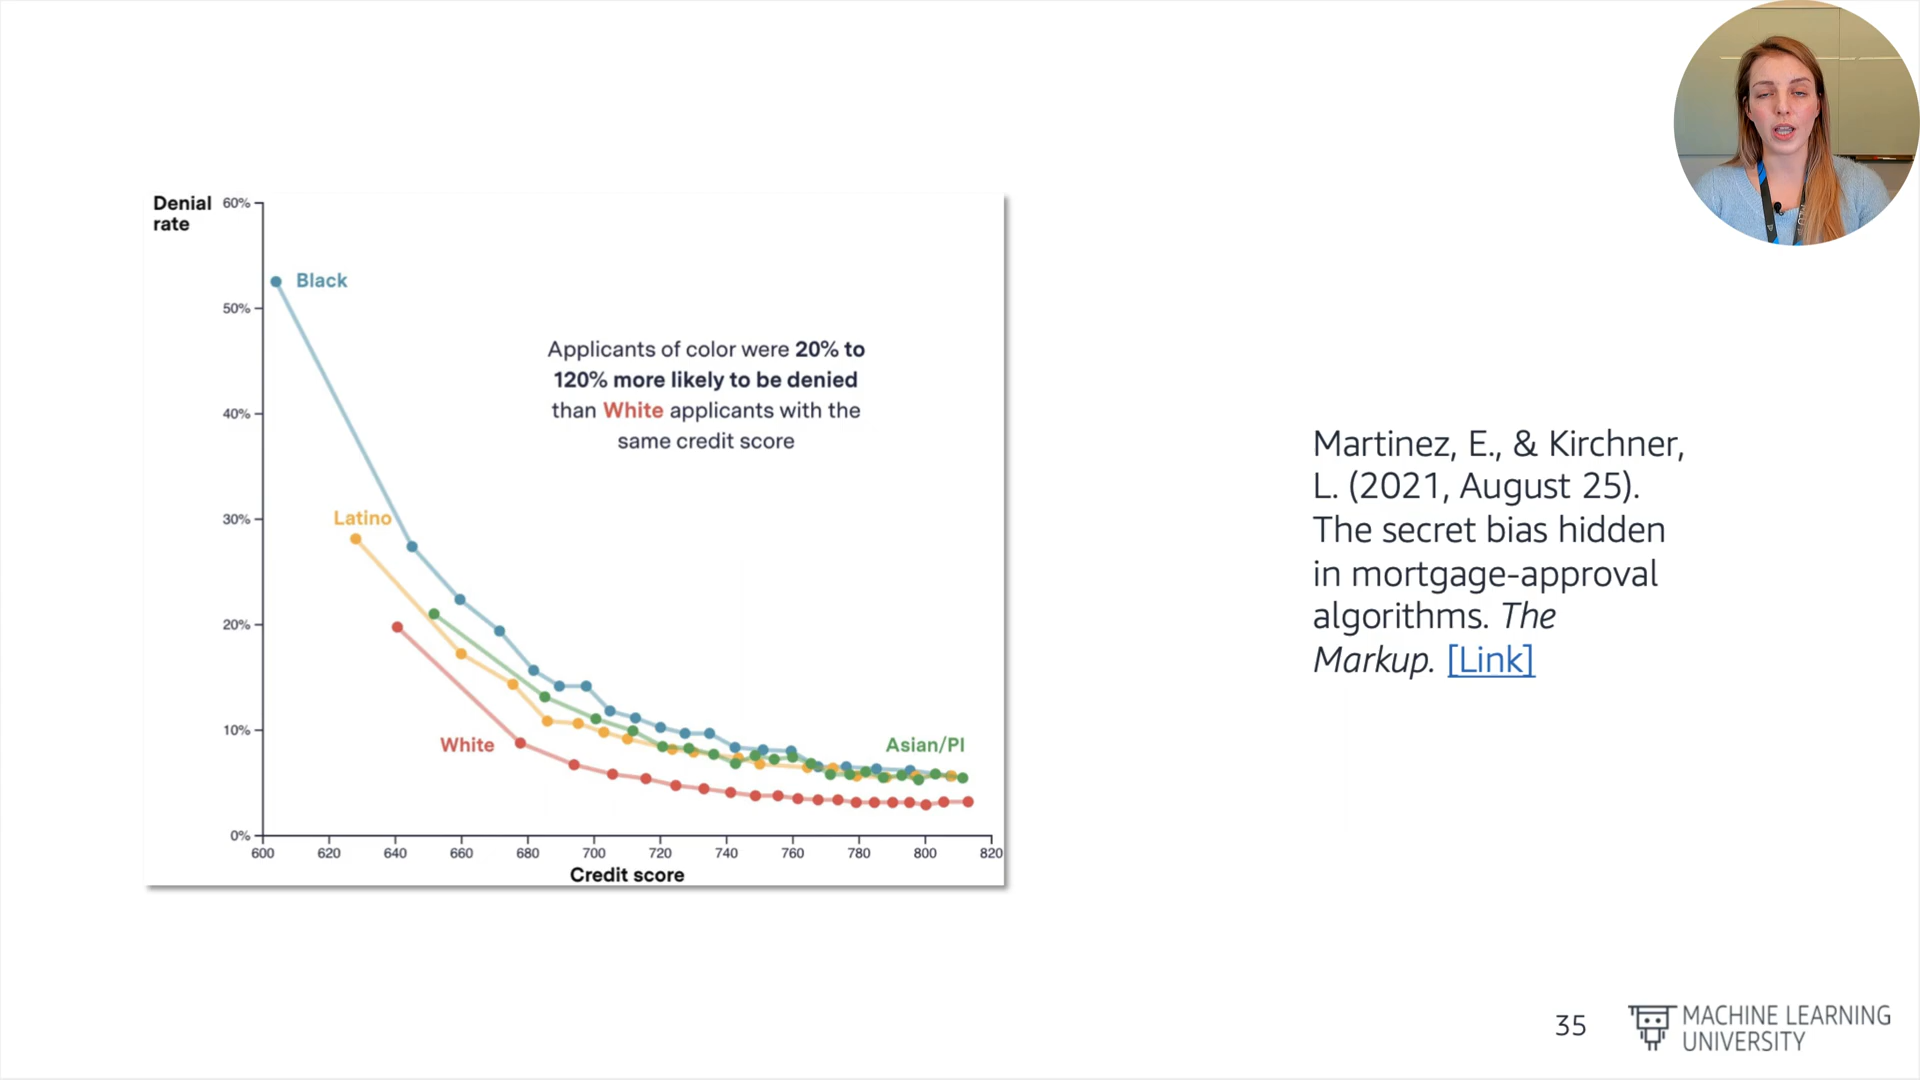 Denial
rate
60%
50%
40%
30%
20%
10%
0%
Black
Latino
White
Asian/PI
Applicants of color were 20% to
120% more likely to be denied
than White applicants with the
same credit score
600 620 640 660 680 700 720 740 760 780 800 820
Credit score
Martinez, E., & Kirchner,
L. (2021, August 25).
The secret bias hidden
in mortgage-approval
algorithms. The
Markup. [Link]
35
MACHINE LEARNING
UNIVERSITY